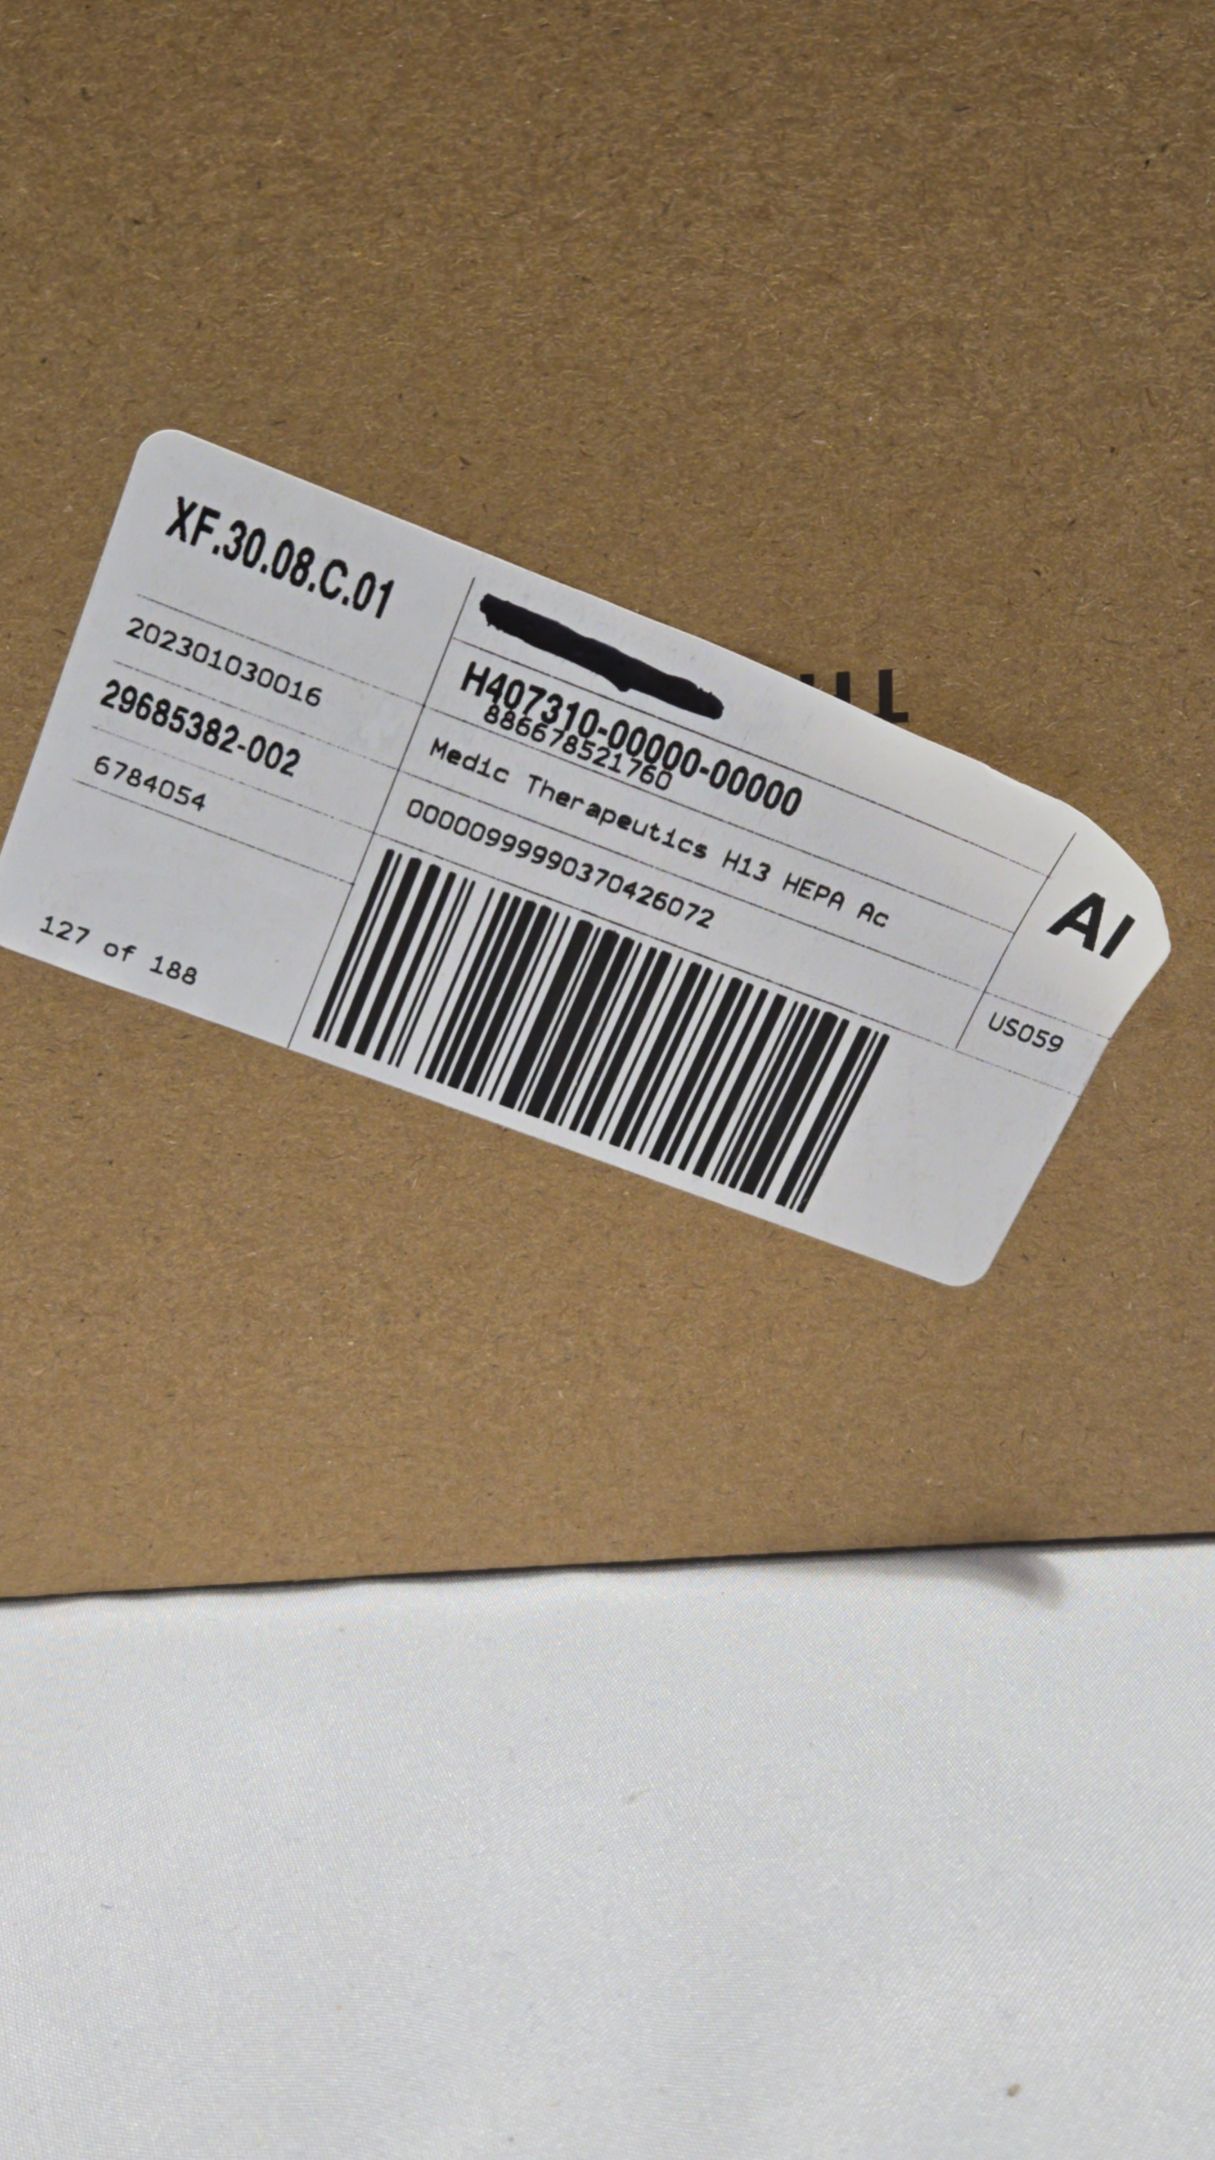 XF.30.08.C.01
202301030016
29685382-002
6784054
127 of 188
H407310-00000-00000
886678521760
Medic Therapeutics H13 HEPA Ac
00000999990370426072
AI
US059